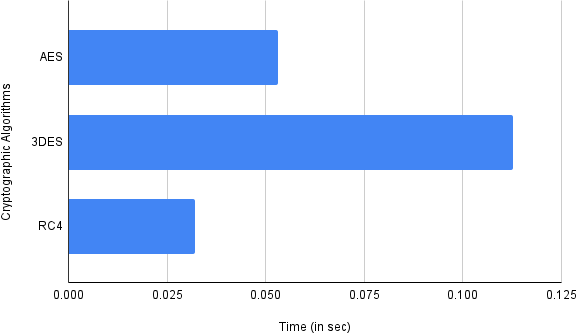 Cryptographic Algorithms
AES
3DES
RC4
0.000 0.025 0.050 0.075 0.100 0.125
Time (in sec)